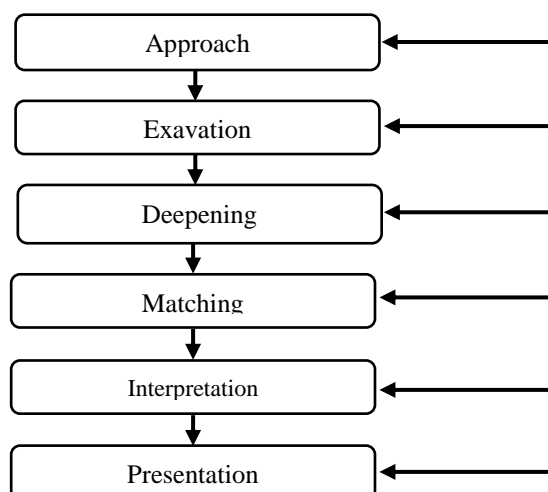 Approach
Exavation
Deepening
Matching
Interpretation
Presentation